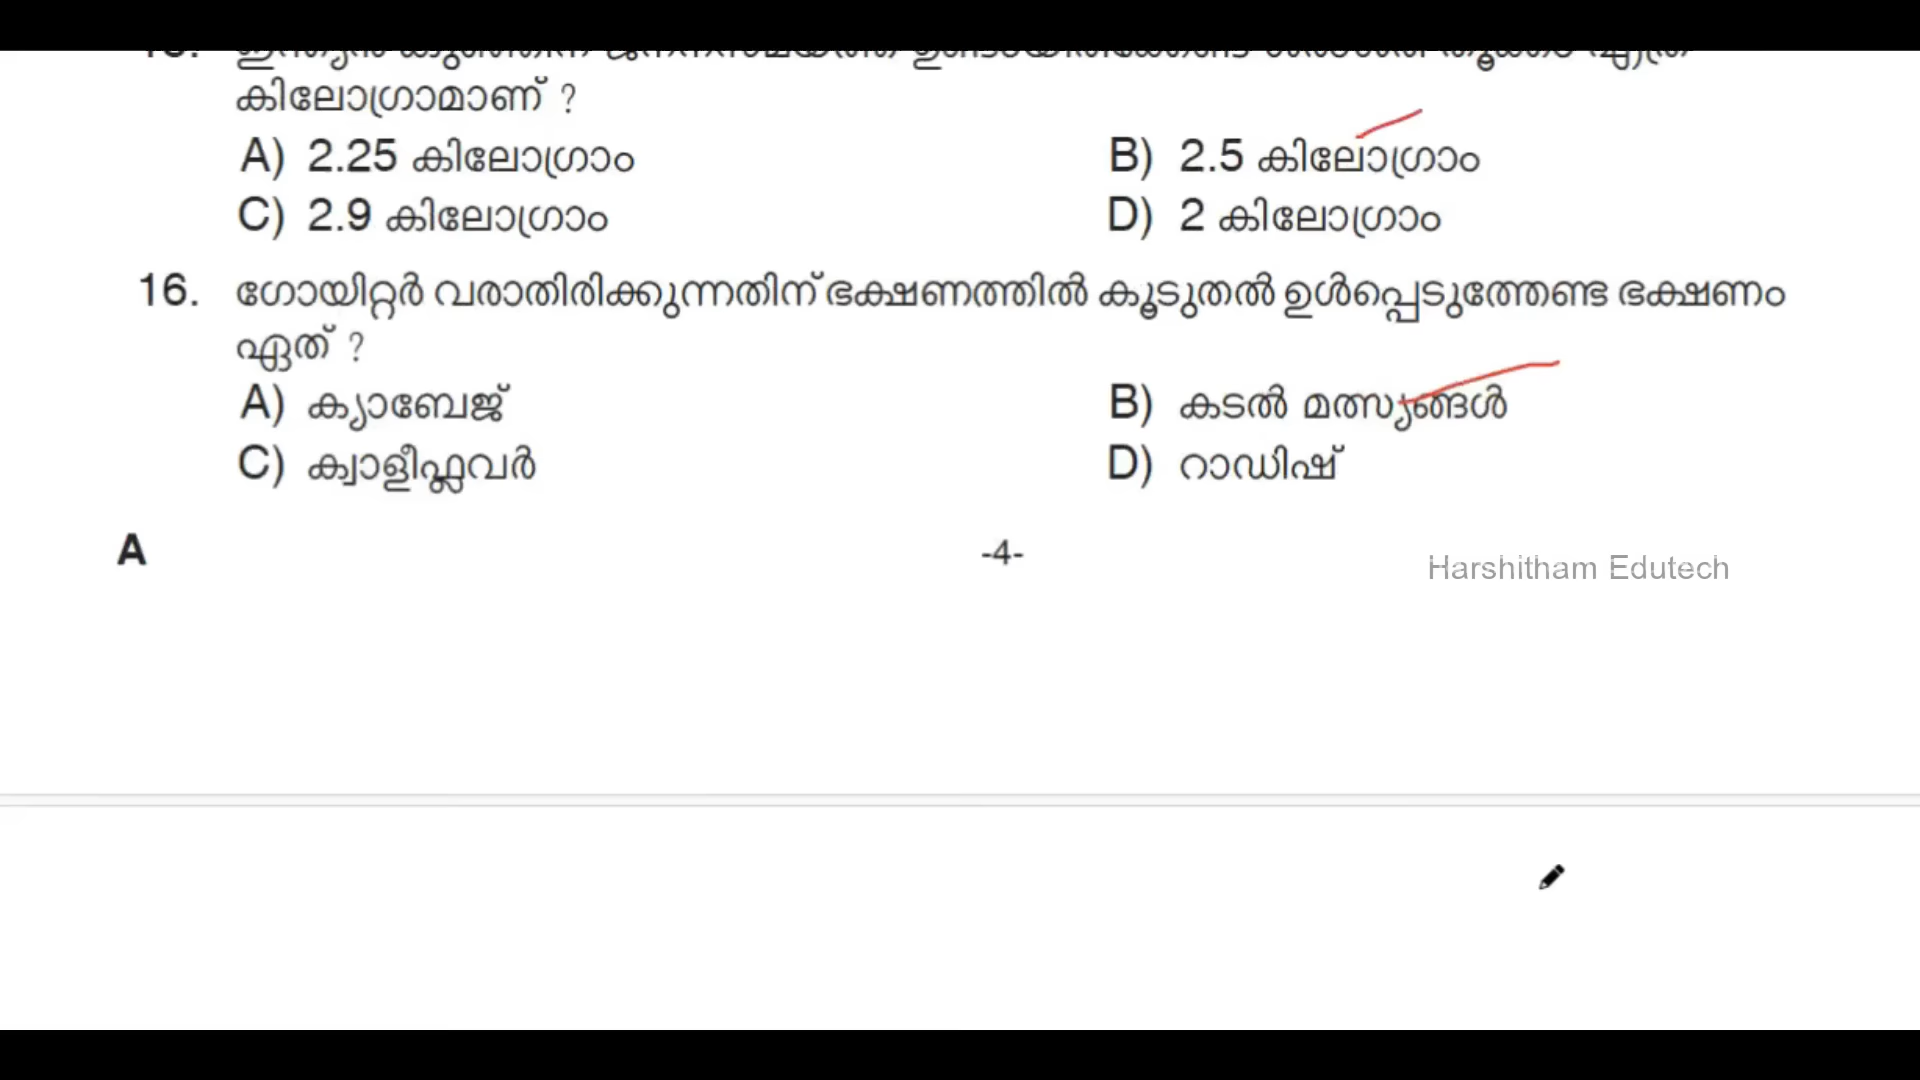 കിലോഗ്രാമാണ് ?
A) 2.25 കിലോഗ്രാം B) 2.5 കിലോഗ്രാം
C) 2.9 കിലോഗ്രാം D) 2 കിലോഗ്രാം
16. ഗോയിറ്റർ വരാതിരിക്കുന്നതിന് ഭക്ഷണത്തിൽ കൂടുതൽ ഉൾപ്പെടുത്തേണ്ട ഭക്ഷണം
ഏത് ?
A) ക്യാബേജ് B) കടൽ മത്സ്യങ്ങൾ
C) ക്വാളീഫ്ലവർ D) റാഡിഷ്
A -4- Harshitham Edutech